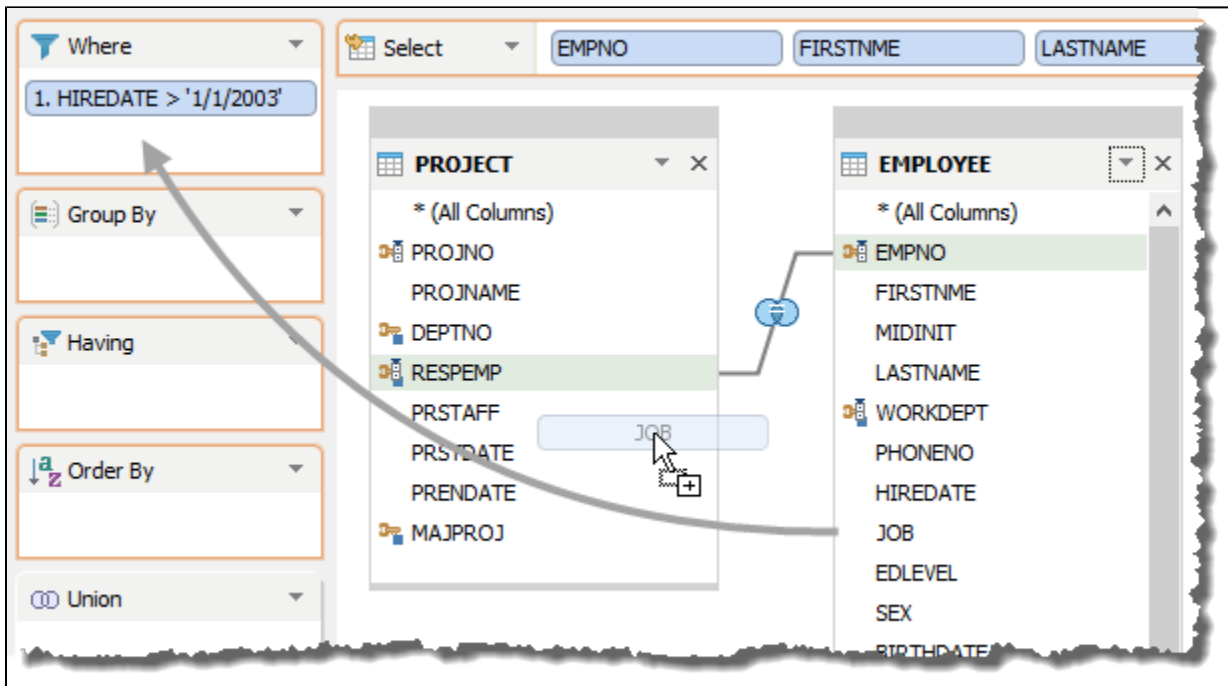 Where
1. HIREDATE > '1/1/2003'
Group By
Having
Order By
Union
Select
EMPNO
FIRSTNME
LASTNAME
PROJECT
* (All Columns)
PROJNO
PROJNAME
DEPTNO
RESPEMP
PRSTAFF
PRSTDATE
PRENDATE
MAJPROJ
JOB
EMPLOYEE
* (All Columns)
EMPNO
FIRSTNME
MIDINIT
LASTNAME
WORKDEPT
PHONENO
HIREDATE
JOB
EDLEVEL
SEX
BIRTHDATE